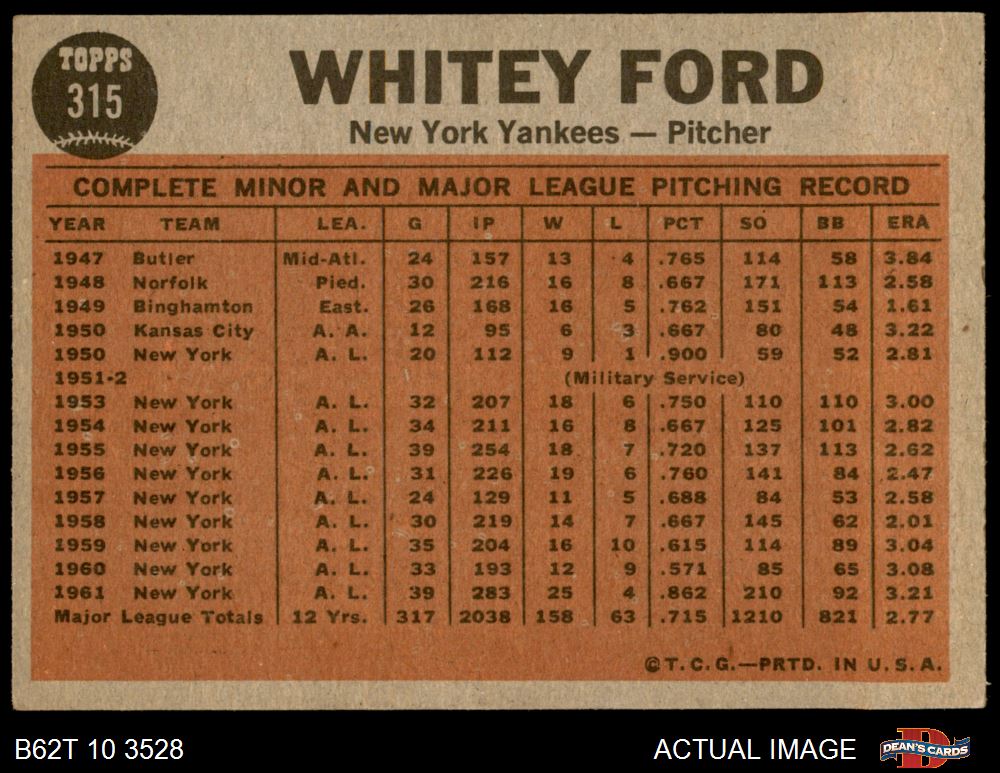 TOPPS
315
WHITEY FORD
New York Yankees — Pitcher
COMPLETE MINOR AND MAJOR LEAGUE PITCHING RECORD
YEAR TEAM LEA. G IP W L PCT SO BB ERA
1947 Butler Mid-Atl. 24 157 13 4 .765 114 58 3.84
1948 Norfolk Pied. 30 216 16 8 .667 171 113 2.58
1949 Binghamton East. 26 168 16 5 .762 151 54 1.61
1950 Kansas City A. A. 12 95 6 3 .667 80 48 3.22
1950 New York A. L. 20 112 9 1 .900 59 52 2.81
1951-2 (Military Service)
1953 New York A. L. 32 207 18 6 .750 110 110 3.00
1954 New York A. L. 34 211 16 8 .667 125 101 2.82
1955 New York A. L. 39 254 18 7 .720 137 113 2.62
1956 New York A. L. 31 226 19 6 .760 141 84 2.47
1957 New York A. L. 24 129 11 5 .688 84 53 2.58
1958 New York A. L. 30 219 14 7 .667 145 62 2.01
1959 New York A. L. 35 204 16 10 .615 114 89 3.04
1960 New York A. L. 33 193 12 9 .571 85 65 3.08
1961 New York A. L. 39 283 25 4 .862 210 92 3.21
Major League Totals 12 Yrs. 317 2038 158 63 .715 1210 821 2.77
©T.C.G.—PRTD. IN U.S.A.
B62T 10 3528 ACTUAL IMAGE DEAN'S CARDS